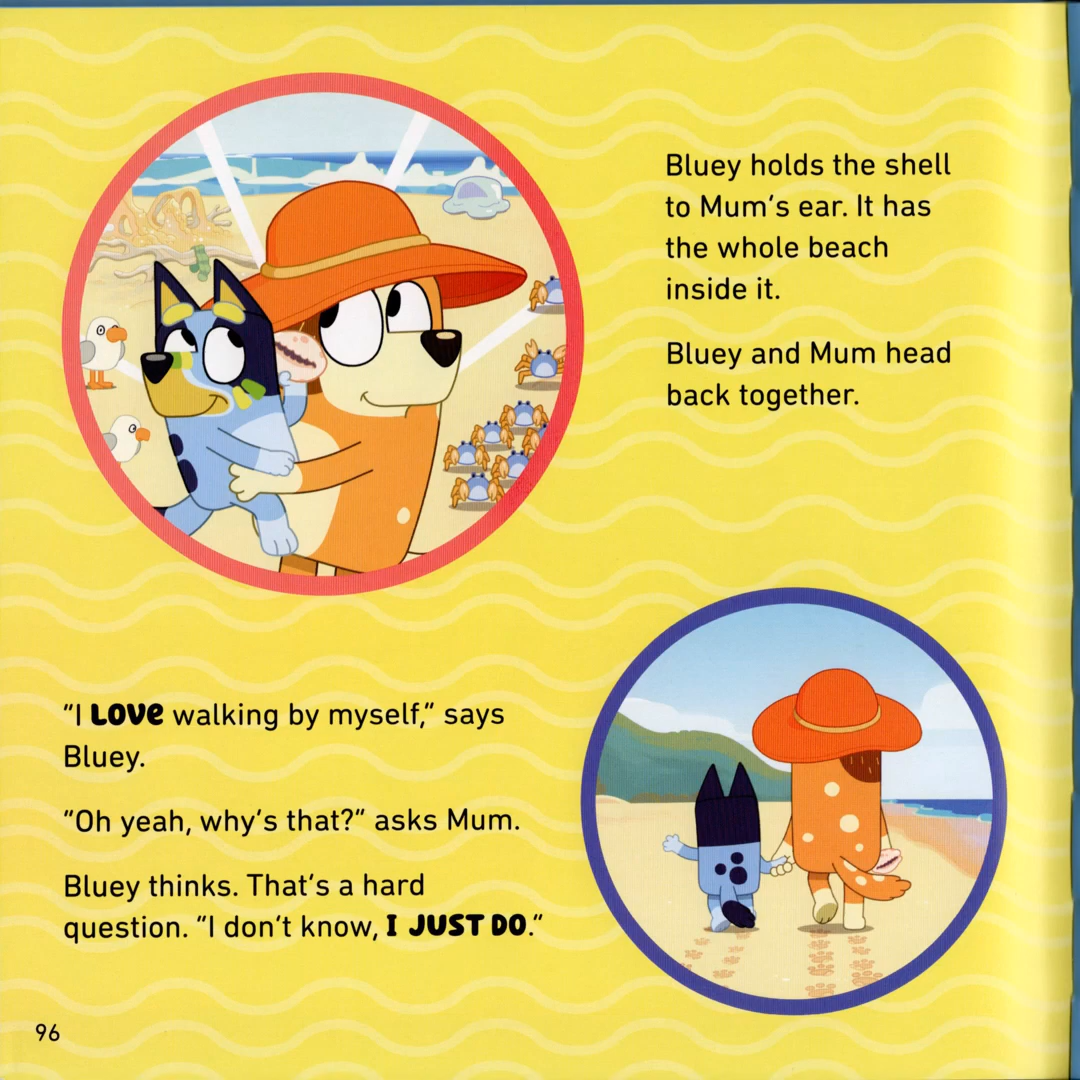 Bluey holds the shell
to Mum's ear. It has
the whole beach
inside it.
Bluey and Mum head
back together.
"I LOVe walking by myself," says
Bluey.
"Oh yeah, why's that?" asks Mum.
Bluey thinks. That's a hard
question. "I don't know, I JUST DO."
96